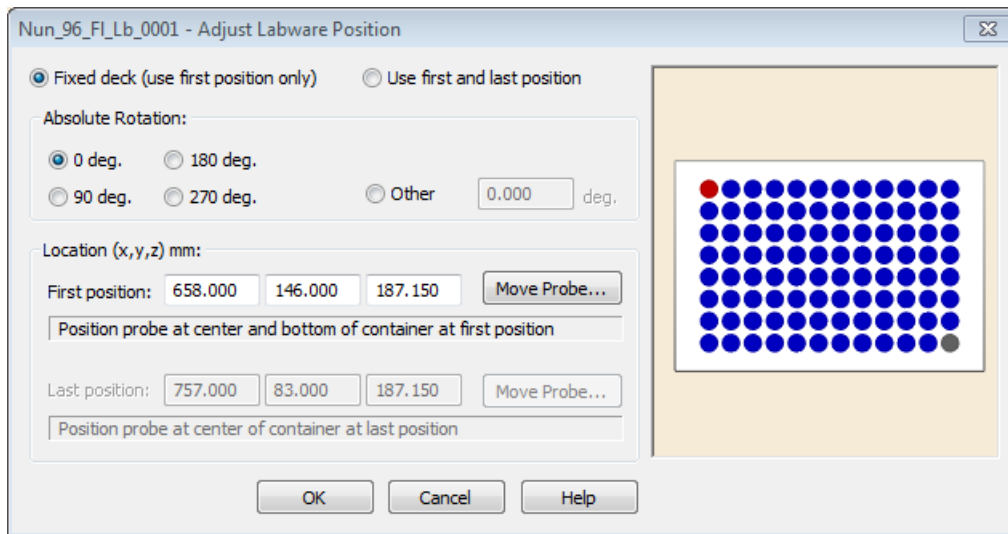 Nun_96_Fl_Lb_0001 - Adjust Labware Position
Fixed deck (use first position only) Use first and last position
Absolute Rotation:
0 deg. 180 deg.
90 deg. 270 deg. Other 0.000 deg.
Location (x,y,z) mm:
First position: 658.000 146.000 187.150 Move Probe...
Position probe at center and bottom of container at first position
Last position: 757.000 83.000 187.150 Move Probe...
Position probe at center of container at last position
OK Cancel Help